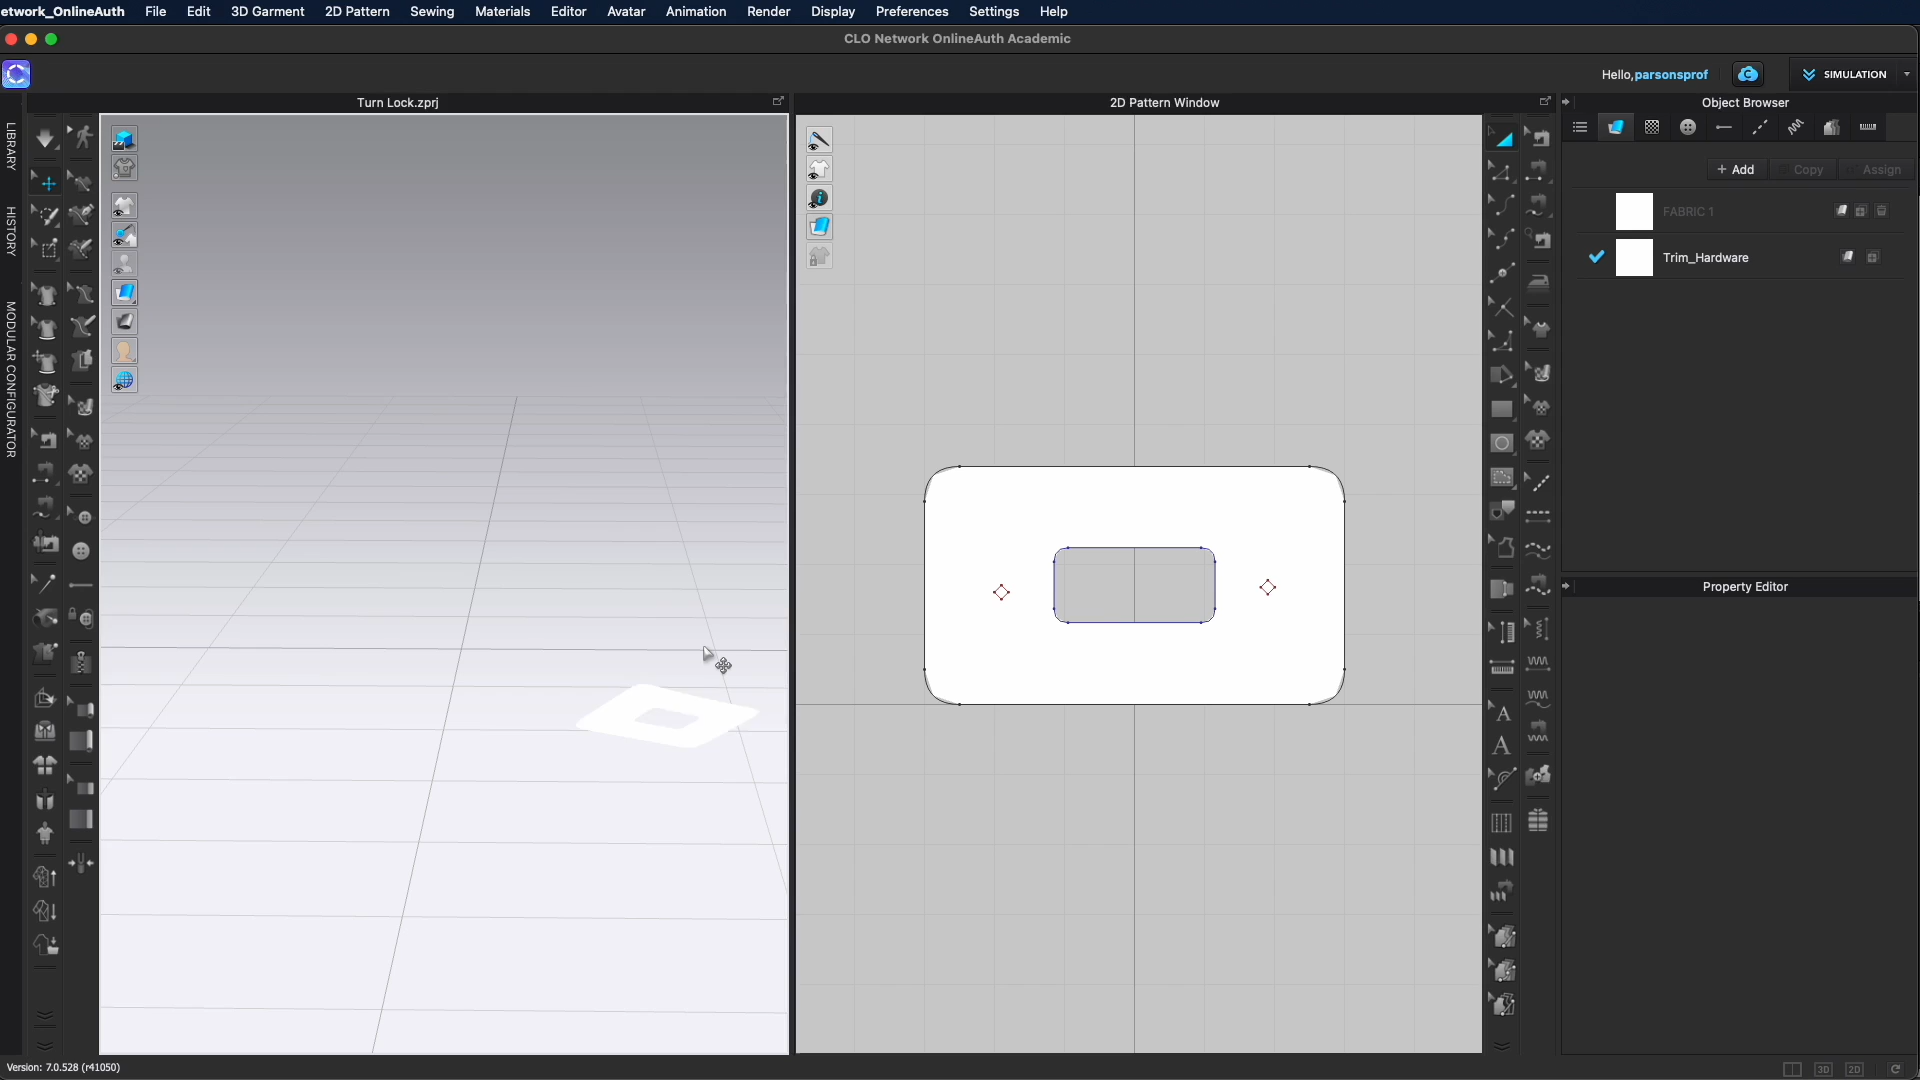 etwork_OnlineAuth File Edit 3D Garment 2D Pattern Sewing Materials Editor Avatar Animation Render Display Preferences Settings Help
CLO Network OnlineAuth Academic
Hello,parsonsprof
SIMULATION
Turn Lock.zprj
2D Pattern Window
Object Browser
LIBRARY
HISTORY
MODULAR CONFIGURATOR
+ Add Copy Assign
FABRIC 1
Trim_Hardware
Property Editor
A
A
Version: 7.0.528 (r41050)
3D 2D